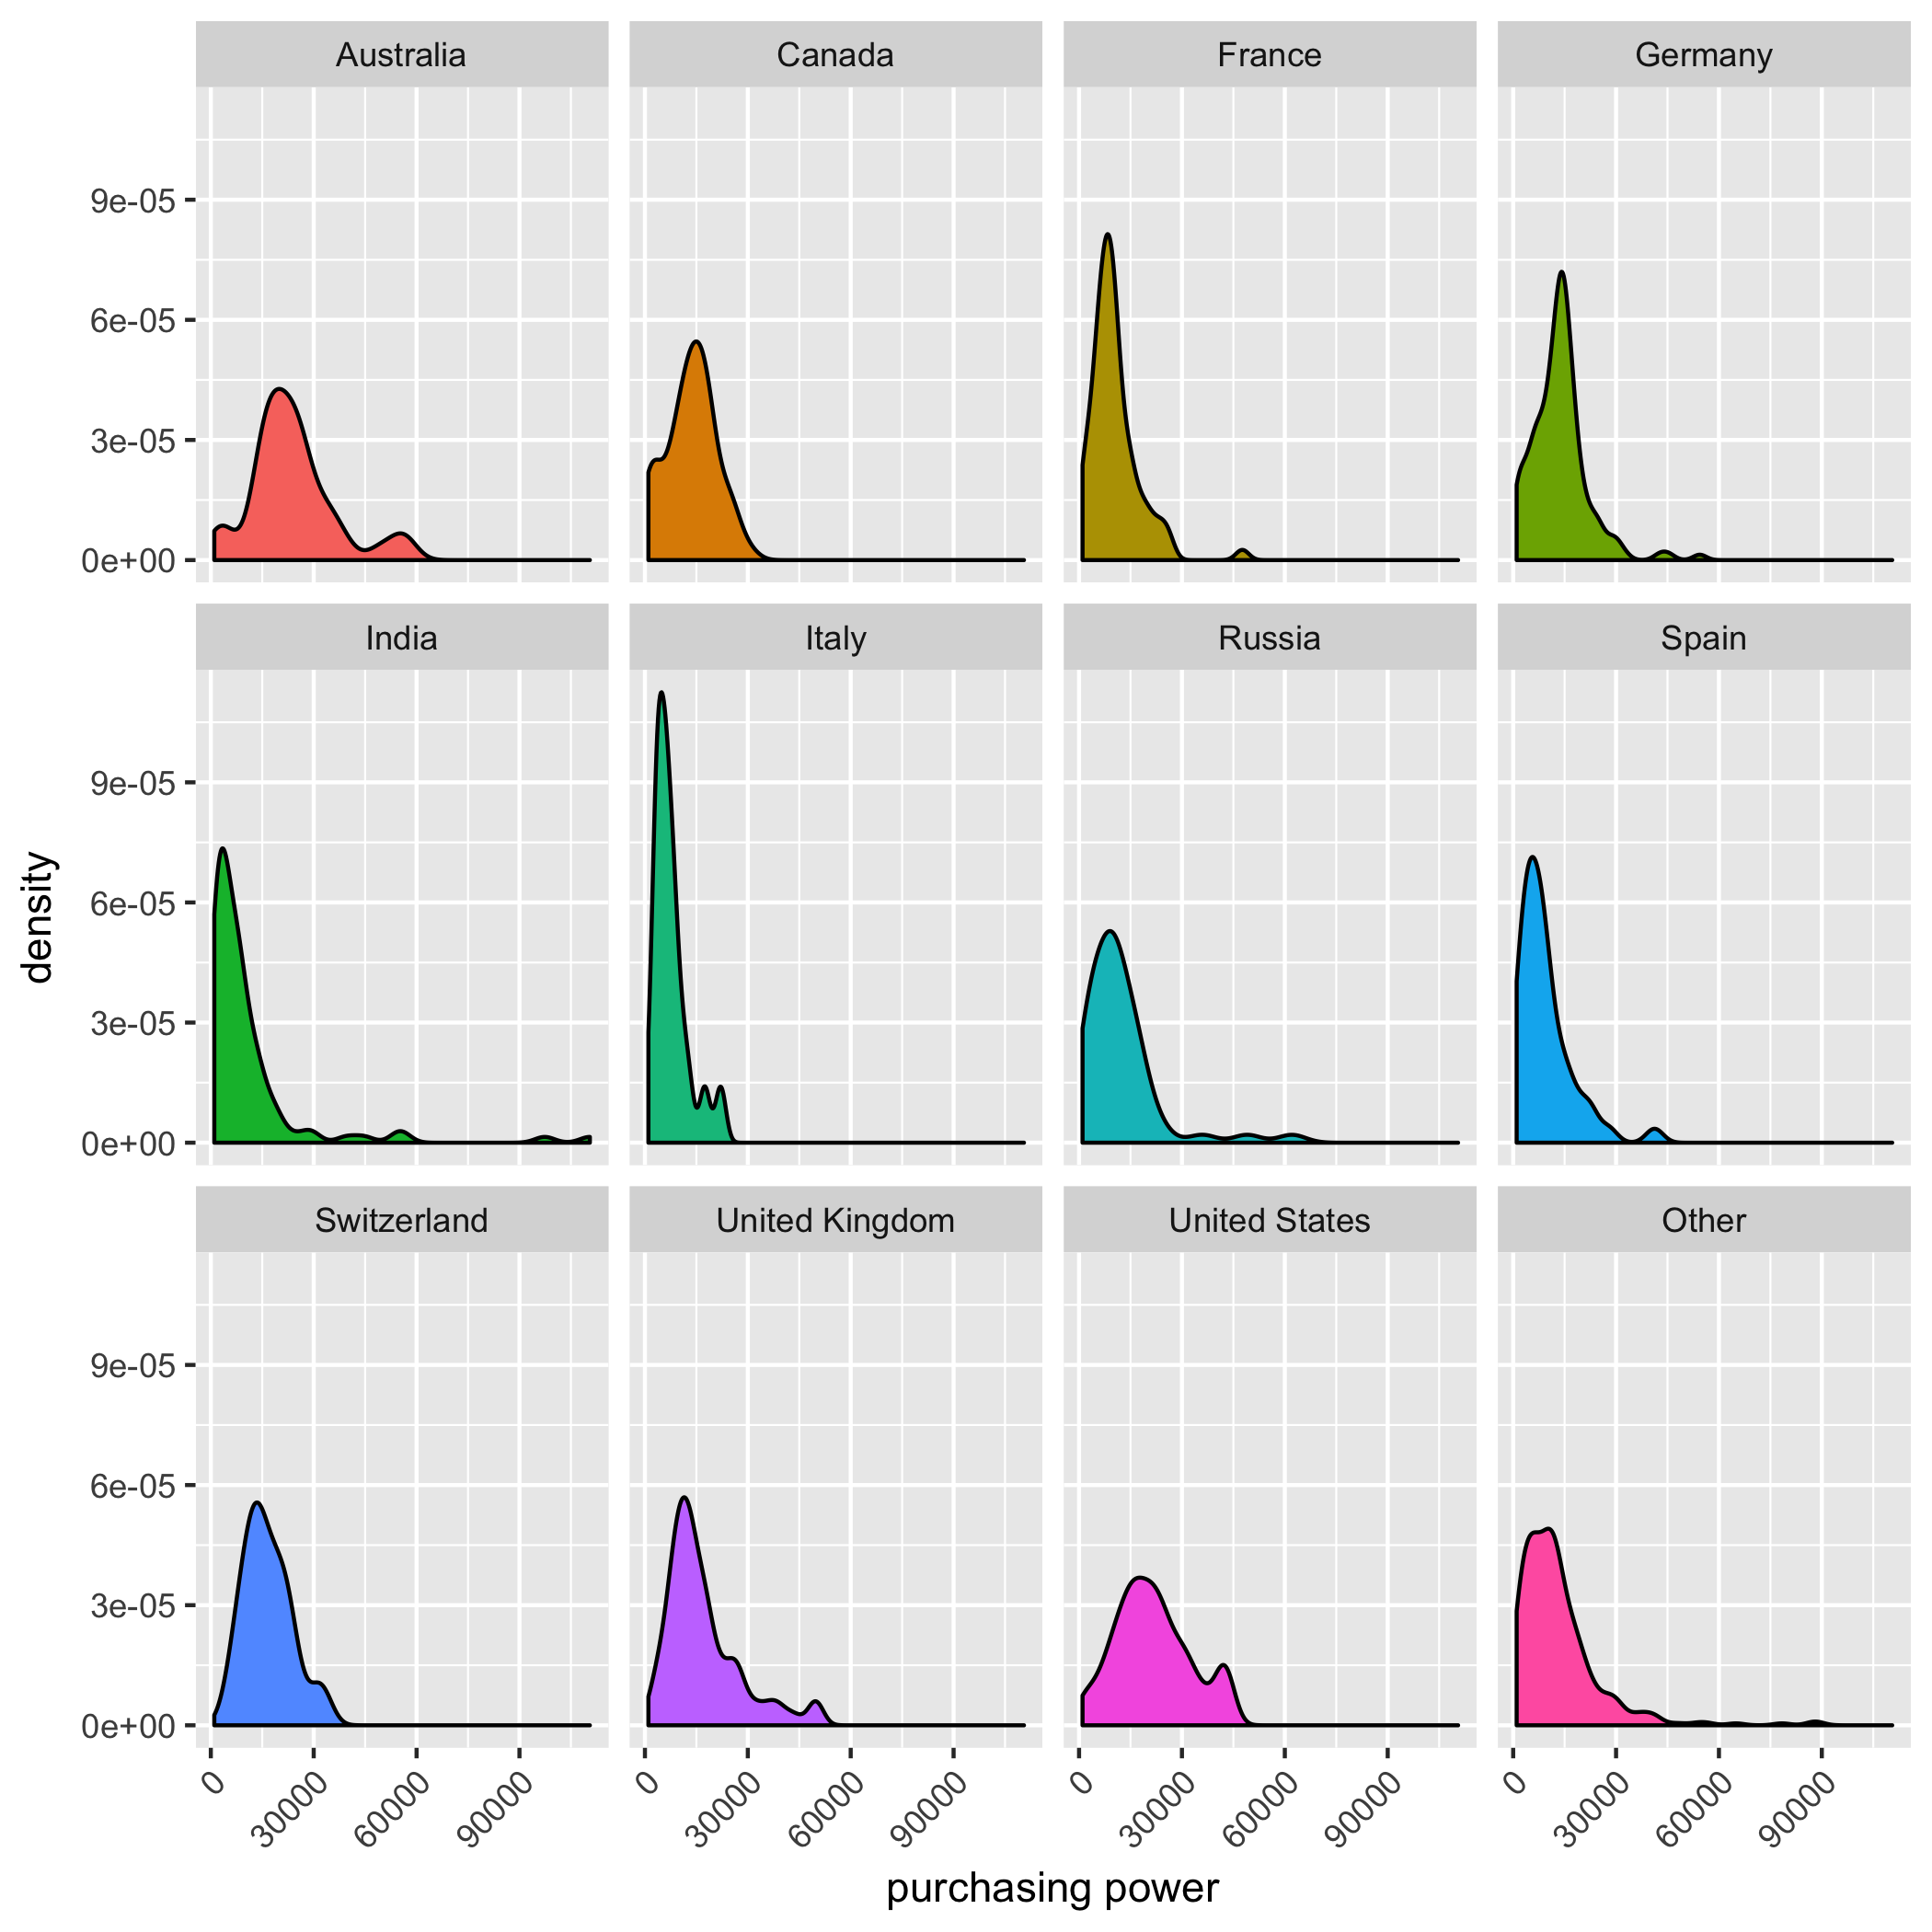 Australia Canada France Germany
9e-05
6e-05
3e-05
0e+00
India Italy Russia Spain
9e-05
6e-05
3e-05
0e+00
density
Switzerland United Kingdom United States Other
9e-05
6e-05
3e-05
0e+00
0 30000 60000 90000 0 30000 60000 90000 0 30000 60000 90000 0 30000 60000 90000
purchasing power